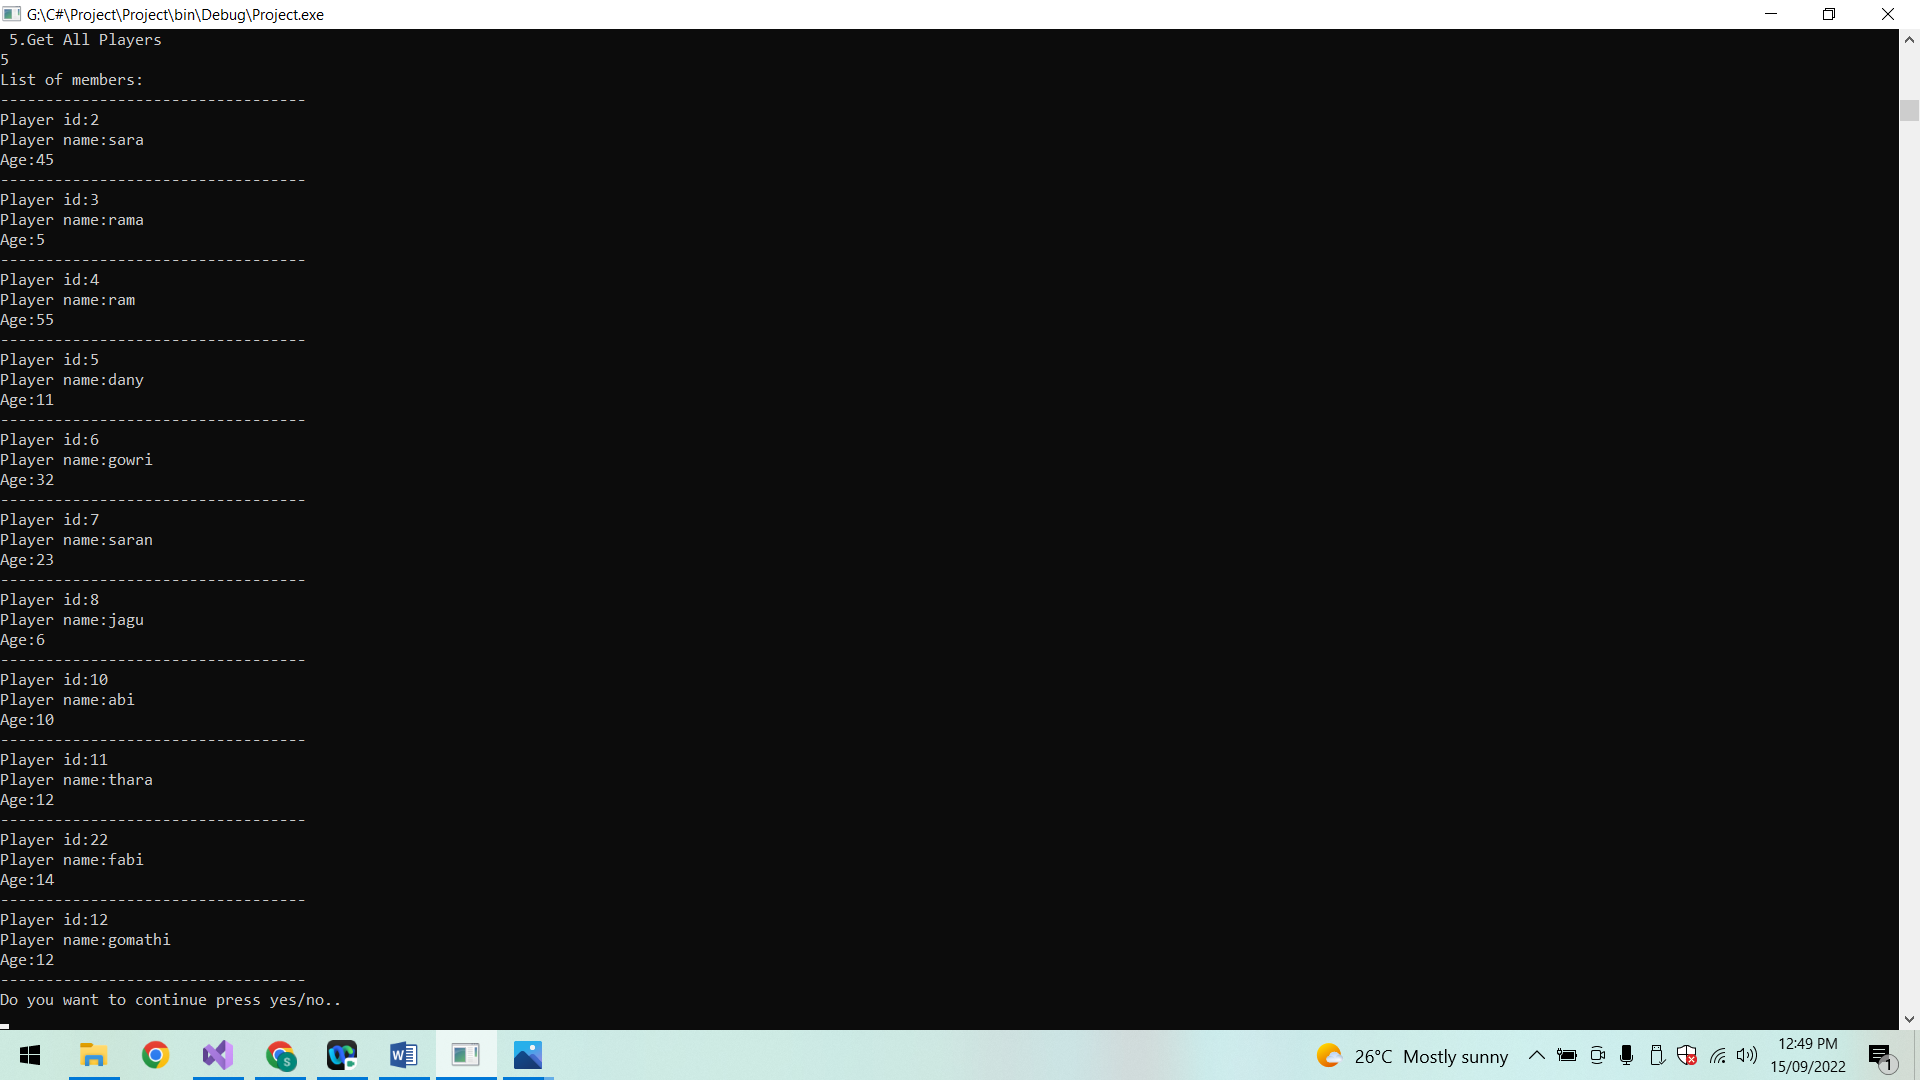 G:\C#\Project\Project\bin\Debug\Project.exe
5.Get All Players
5
List of members:
----------------------------------
Player id:2
Player name:sara
Age:45
----------------------------------
Player id:3
Player name:rama
Age:5
----------------------------------
Player id:4
Player name:ram
Age:55
----------------------------------
Player id:5
Player name:dany
Age:11
----------------------------------
Player id:6
Player name:gowri
Age:32
----------------------------------
Player id:7
Player name:saran
Age:23
----------------------------------
Player id:8
Player name:jagu
Age:6
----------------------------------
Player id:10
Player name:abi
Age:10
----------------------------------
Player id:11
Player name:thara
Age:12
----------------------------------
Player id:22
Player name:fabi
Age:14
----------------------------------
Player id:12
Player name:gomathi
Age:12
----------------------------------
Do you want to continue press yes/no..
S
W
26°C Mostly sunny
12:49 PM
15/09/2022
1